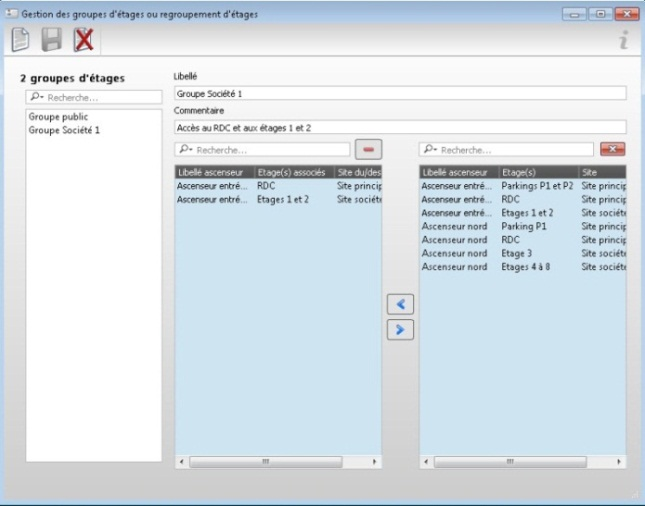 Gestion des groupes d'étages ou regroupement d'étages
2 groupes d'étages
Recherche...
Groupe public
Groupe Société 1
Libellé
Groupe Société 1
Commentaire
Accès au RDC et aux étages 1 et 2
Recherche...
Libellé ascenseur Etage(s) associés Site du/des
Ascenseur entré... RDC Site princip
Ascenseur entré... Etages 1 et 2 Site société
Recherche...
Libellé ascenseur Etage(s) Site
Ascenseur entré... Parkings P1 et P2 Site princip
Ascenseur entré... RDC Site princip
Ascenseur entré... Etages 1 et 2 Site société
Ascenseur nord Parking P1 Site princip
Ascenseur nord RDC Site princip
Ascenseur nord Etage 3 Site société
Ascenseur nord Etages 4 à 8 Site société